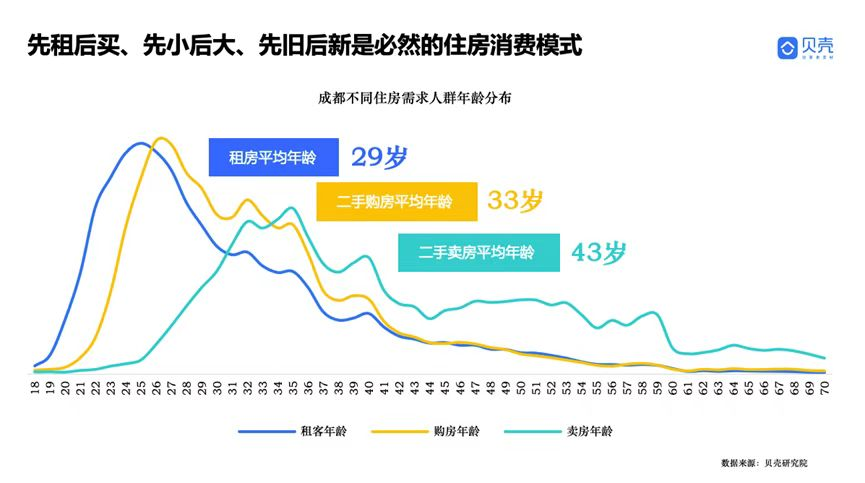 先租后买、先小后大、先旧后新是必然的住房消费模式
贝壳
成都不同住房需求人群年龄分布
租房平均年龄 29岁
二手购房平均年龄 33岁
二手卖房平均年龄 43岁
18 19 20 21 22 23 24 25 26 27 28 29 30 31 32 33 34 35 36 37 38 39 40 41 42 43 44 45 46 47 48 49 50 51 52 53 54 55 56 57 58 59 60 61 62 63 64 65 66 67 68 69 70
租客年龄 购房年龄 卖房年龄
数据来源：贝壳研究院